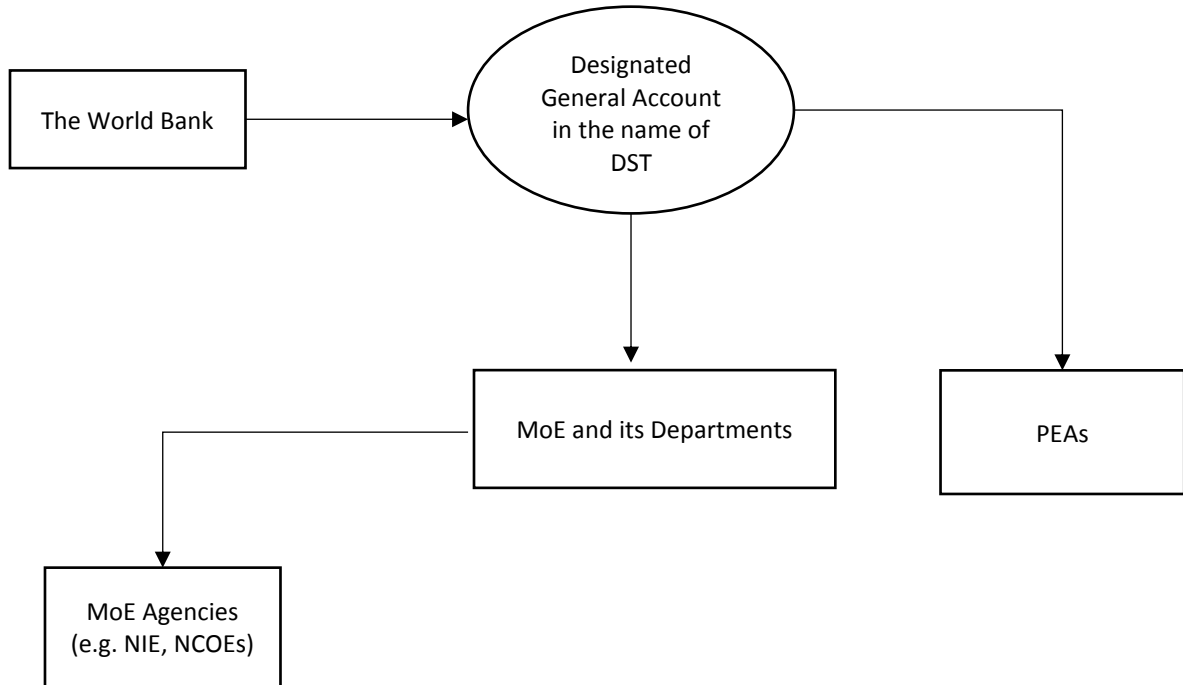 The World Bank
Designated
General Account
in the name of
DST
MoE and its Departments
PEAs
MoE Agencies
(e.g. NIE, NCOEs)